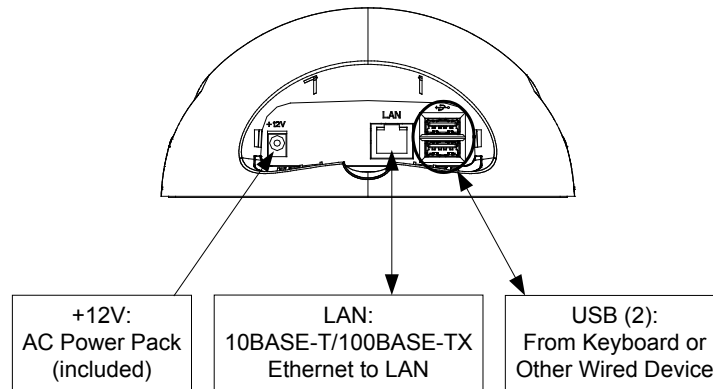 +12V
LAN
+12V:
AC Power Pack
(included)
LAN:
10BASE-T/100BASE-TX
Ethernet to LAN
USB (2):
From Keyboard or
Other Wired Device